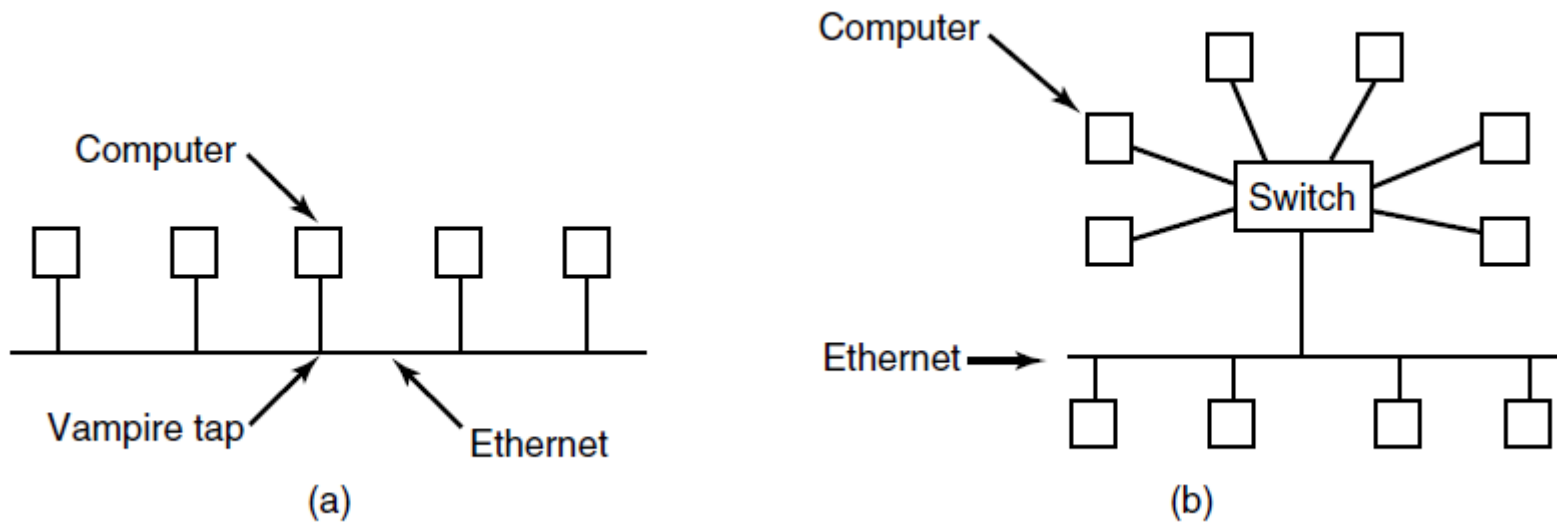 Computer
Vampire tap
Ethernet
(a)
Computer
Switch
Ethernet
(b)